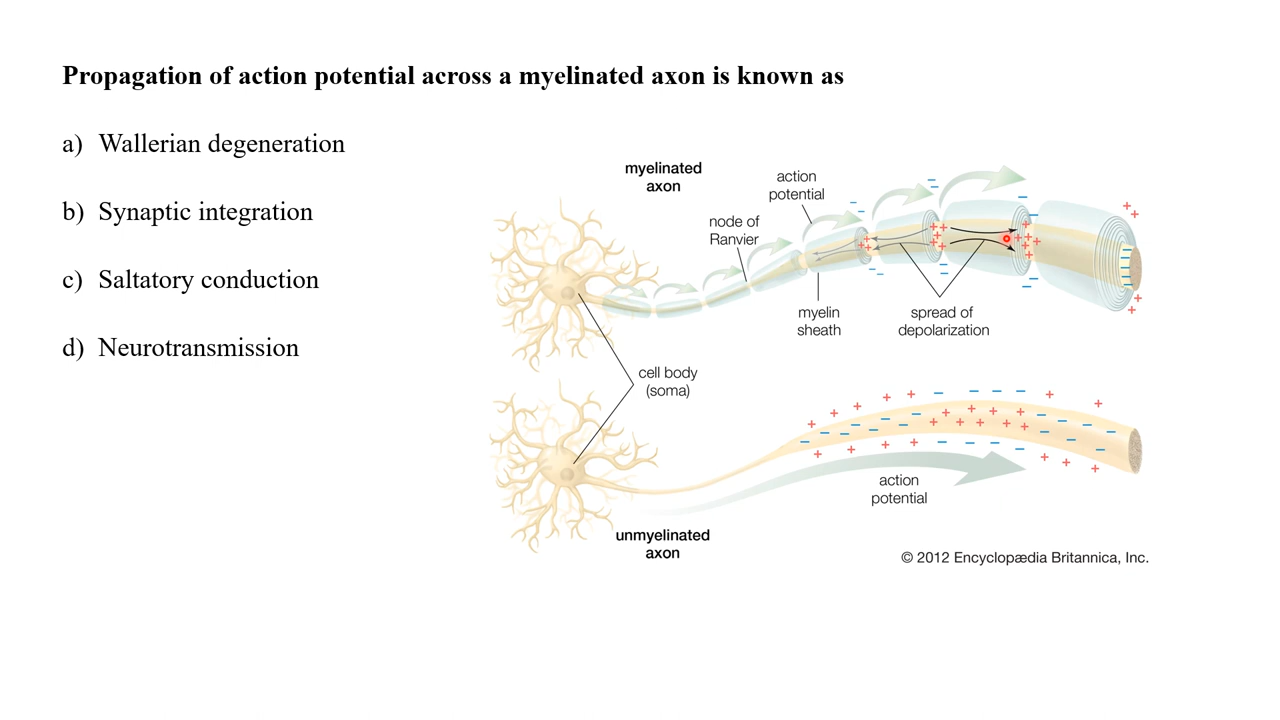 Propagation of action potential across a myelinated axon is known as
a) Wallerian degeneration
b) Synaptic integration
c) Saltatory conduction
d) Neurotransmission
myelinated
axon
action
potential
node of
Ranvier
myelin
sheath
spread of
depolarization
cell body
(soma)
action
potential
unmyelinated
axon
© 2012 Encyclopædia Britannica, Inc.